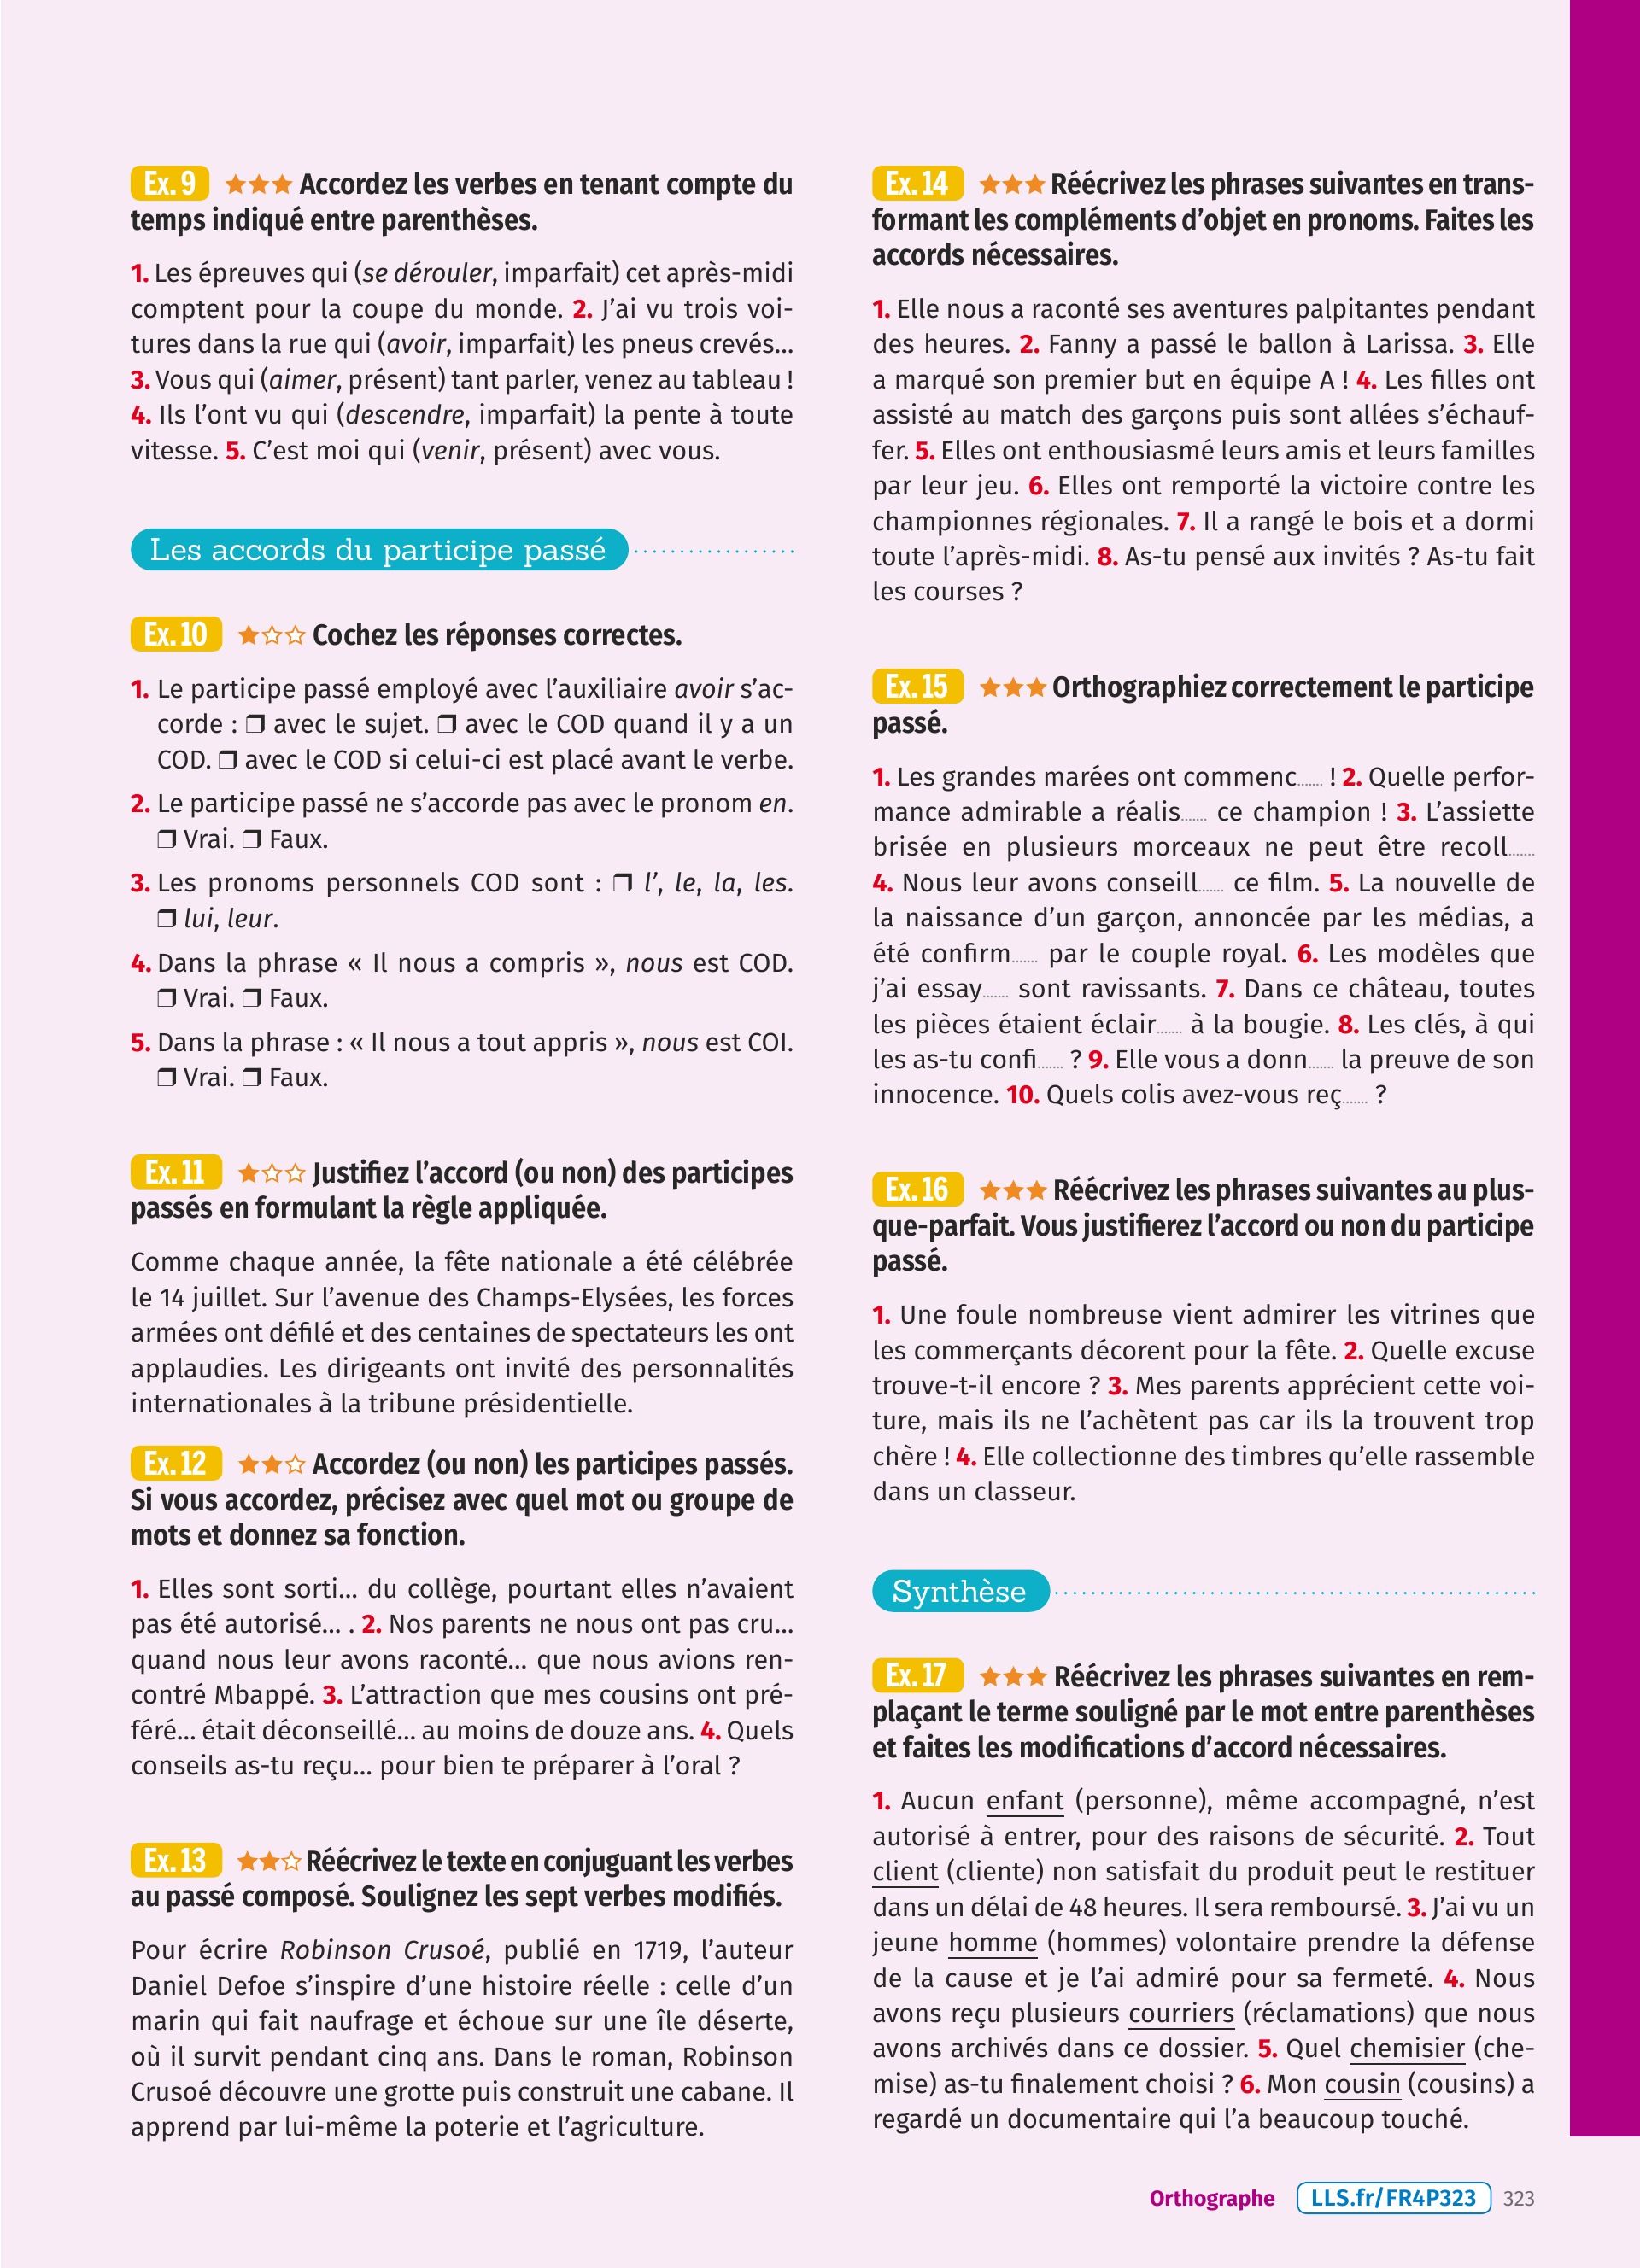 Ex. 9 ★★★ Accordez les verbes en tenant compte du
temps indiqué entre parenthèses.
1. Les épreuves qui (se dérouler, imparfait) cet après-midi
comptent pour la coupe du monde. 2. J’ai vu trois voi-
tures dans la rue qui (avoir, imparfait) les pneus crevés…
3. Vous qui (aimer, présent) tant parler, venez au tableau !
4. Ils l’ont vu qui (descendre, imparfait) la pente à toute
vitesse. 5. C’est moi qui (venir, présent) avec vous.
Les accords du participe passé
Ex. 10 ★☆☆ Cochez les réponses correctes.
1. Le participe passé employé avec l’auxiliaire avoir s’ac-
corde : ❒ avec le sujet. ❒ avec le COD quand il y a un
COD. ❒ avec le COD si celui-ci est placé avant le verbe.
2. Le participe passé ne s’accorde pas avec le pronom en.
❒ Vrai. ❒ Faux.
3. Les pronoms personnels COD sont : ❒ l’, le, la, les.
❒ lui, leur.
4. Dans la phrase « Il nous a compris », nous est COD.
❒ Vrai. ❒ Faux.
5. Dans la phrase : « Il nous a tout appris », nous est COI.
❒ Vrai. ❒ Faux.
Ex. 11 ★☆☆ Justifiez l’accord (ou non) des participes
passés en formulant la règle appliquée.
Comme chaque année, la fête nationale a été célébrée
le 14 juillet. Sur l’avenue des Champs-Elysées, les forces
armées ont défilé et des centaines de spectateurs les ont
applaudies. Les dirigeants ont invité des personnalités
internationales à la tribune présidentielle.
Ex. 12 ★★☆ Accordez (ou non) les participes passés.
Si vous accordez, précisez avec quel mot ou groupe de
mots et donnez sa fonction.
1. Elles sont sorti… du collège, pourtant elles n’avaient
pas été autorisé… . 2. Nos parents ne nous ont pas cru…
quand nous leur avons raconté… que nous avions ren-
contré Mbappé. 3. L’attraction que mes cousins ont pré-
féré… était déconseillé… au moins de douze ans. 4. Quels
conseils as-tu reçu… pour bien te préparer à l’oral ?
Ex. 13 ★★☆ Réécrivez le texte en conjuguant les verbes
au passé composé. Soulignez les sept verbes modifiés.
Pour écrire Robinson Crusoé, publié en 1719, l’auteur
Daniel Defoe s’inspire d’une histoire réelle : celle d’un
marin qui fait naufrage et échoue sur une île déserte,
où il survit pendant cinq ans. Dans le roman, Robinson
Crusoé découvre une grotte puis construit une cabane. Il
apprend par lui-même la poterie et l’agriculture.
Ex. 14 ★★★ Réécrivez les phrases suivantes en trans-
formant les compléments d’objet en pronoms. Faites les
accords nécessaires.
1. Elle nous a raconté ses aventures palpitantes pendant
des heures. 2. Fanny a passé le ballon à Larissa. 3. Elle
a marqué son premier but en équipe A ! 4. Les filles ont
assisté au match des garçons puis sont allées s’échauf-
fer. 5. Elles ont enthousiasmé leurs amis et leurs familles
par leur jeu. 6. Elles ont remporté la victoire contre les
championnes régionales. 7. Il a rangé le bois et a dormi
toute l’après-midi. 8. As-tu pensé aux invités ? As-tu fait
les courses ?
Ex. 15 ★★★ Orthographiez correctement le participe
passé.
1. Les grandes marées ont commenc....... ! 2. Quelle perfor-
mance admirable a réalis....... ce champion ! 3. L’assiette
brisée en plusieurs morceaux ne peut être recoll.......
4. Nous leur avons conseill....... ce film. 5. La nouvelle de
la naissance d’un garçon, annoncée par les médias, a
été confirm....... par le couple royal. 6. Les modèles que
j’ai essay....... sont ravissants. 7. Dans ce château, toutes
les pièces étaient éclair....... à la bougie. 8. Les clés, à qui
les as-tu confi....... ? 9. Elle vous a donn....... la preuve de son
innocence. 10. Quels colis avez-vous reç....... ?
Ex. 16 ★★★ Réécrivez les phrases suivantes au plus-
que-parfait. Vous justifierez l’accord ou non du participe
passé.
1. Une foule nombreuse vient admirer les vitrines que
les commerçants décorent pour la fête. 2. Quelle excuse
trouve-t-il encore ? 3. Mes parents apprécient cette voi-
ture, mais ils ne l’achètent pas car ils la trouvent trop
chère ! 4. Elle collectionne des timbres qu’elle rassemble
dans un classeur.
Synthèse
Ex. 17 ★★★ Réécrivez les phrases suivantes en rem-
plaçant le terme souligné par le mot entre parenthèses
et faites les modifications d’accord nécessaires.
1. Aucun enfant (personne), même accompagné, n’est
autorisé à entrer, pour des raisons de sécurité. 2. Tout
client (cliente) non satisfait du produit peut le restituer
dans un délai de 48 heures. Il sera remboursé. 3. J’ai vu un
jeune homme (hommes) volontaire prendre la défense
de la cause et je l’ai admiré pour sa fermeté. 4. Nous
avons reçu plusieurs courriers (réclamations) que nous
avons archivés dans ce dossier. 5. Quel chemisier (che-
mise) as-tu finalement choisi ? 6. Mon cousin (cousins) a
regardé un documentaire qui l’a beaucoup touché.
Orthographe LLS.fr/FR4P323 323